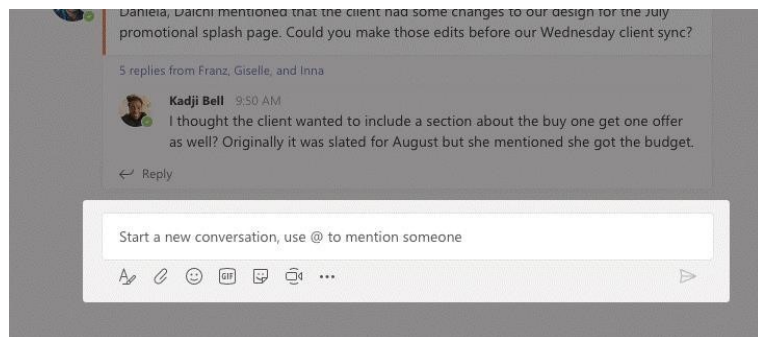 Daniela, Daichi mentioned that the client had some changes to our design for the July
promotional splash page. Could you make those edits before our Wednesday client sync?
5 replies from Franz, Giselle, and Inna
Kadji Bell 9:50 AM
I thought the client wanted to include a section about the buy one get one offer
as well? Originally it was slated for August but she mentioned she got the budget.
Reply
Start a new conversation, use @ to mention someone
GIF